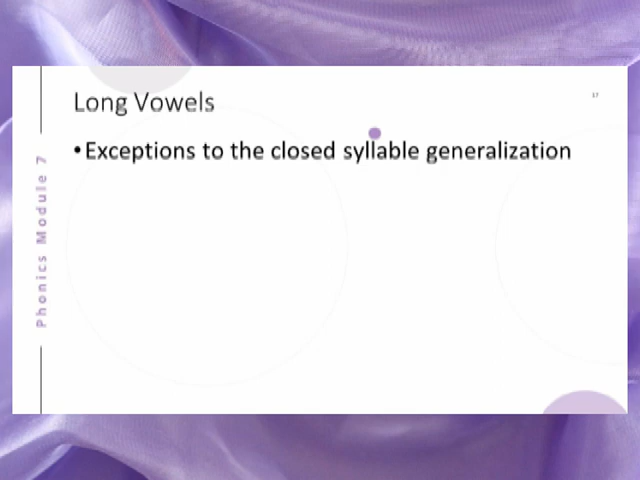 Long Vowels
17
• Exceptions to the closed syllable generalization
Phonics Module 7